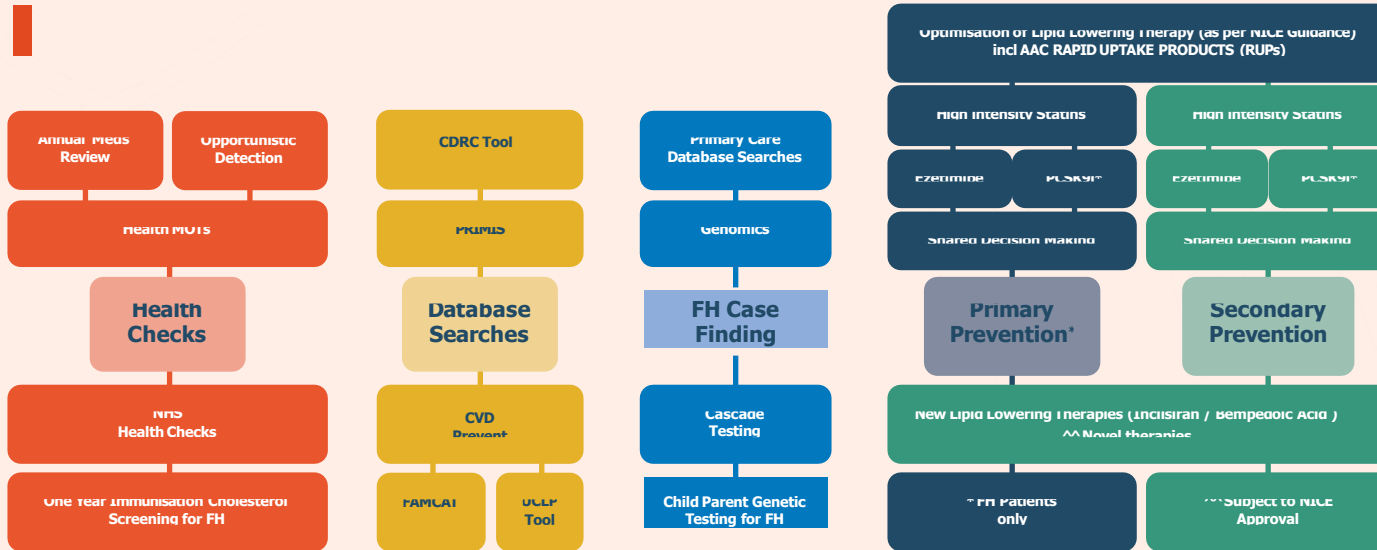 Optimisation of Lipid Lowering Therapy (as per NICE Guidance)
incl AAC RAPID UPTAKE PRODUCTS (RUPs)
Annual Meds
Review
Opportunistic
Detection
Health MOTs
Health
Checks
NHS
Health Checks
One Year Immunisation Cholesterol
Screening for FH
CDRC Tool
PRIMIS
Database
Searches
CVD
Prevent
FAMCAT
UCLP
Tool
Primary Care
Database Searches
Genomics
FH Case
Finding
Cascade
Testing
Child Parent Genetic
Testing for FH
High Intensity Statins
Ezetimibe
PCSK9i*
Shared Decision Making
Primary
Prevention*
High Intensity Statins
Ezetimibe
PCSK9i*
Shared Decision Making
Secondary
Prevention
New Lipid Lowering Therapies (Inclisiran / Bempedoic Acid )
^^ Novel therapies
* FH Patients
only
^^ Subject to NICE
Approval